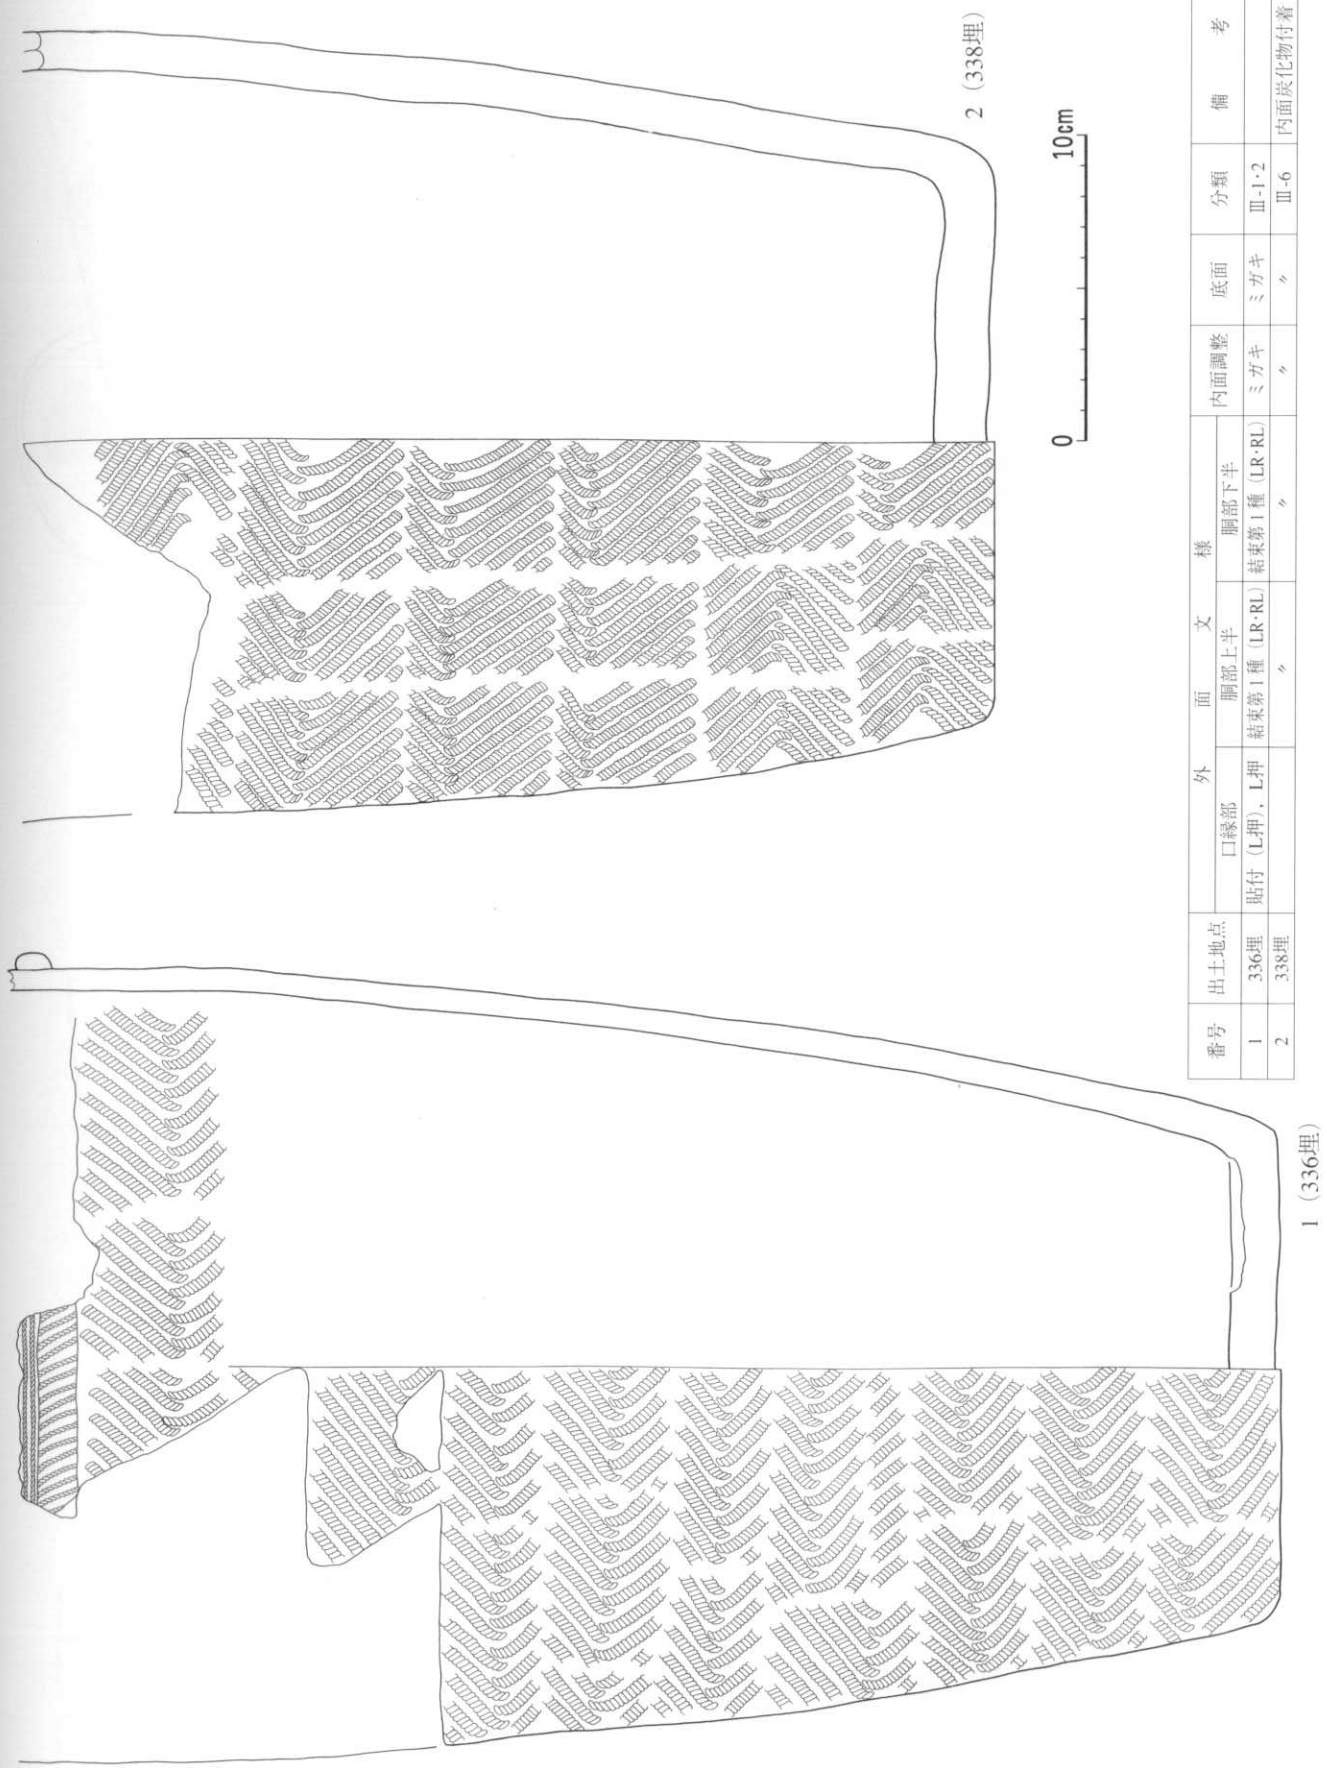 2 (338埋)
0 10cm
1 (336埋)
番号 出土地点 外面文様 内面調整 底面 分類 備考
口縁部 胴部上半 胴部下半
1 336埋 貼付 (L押), L押 結束第1種 (LR·RL) 結束第1種 (LR·RL) ミガキ ミガキ Ⅲ-1·2
2 338埋 〃 〃 〃 〃 Ⅲ-6 内面炭化物付着